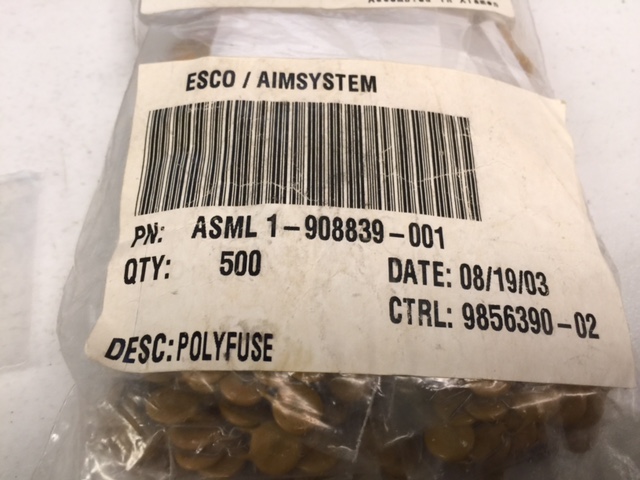 ESCO / AIMSYSTEM
PN: ASML 1-908839-001
QTY: 500
DATE: 08/19/03
CTRL: 9856390-02
DESC: POLYFUSE